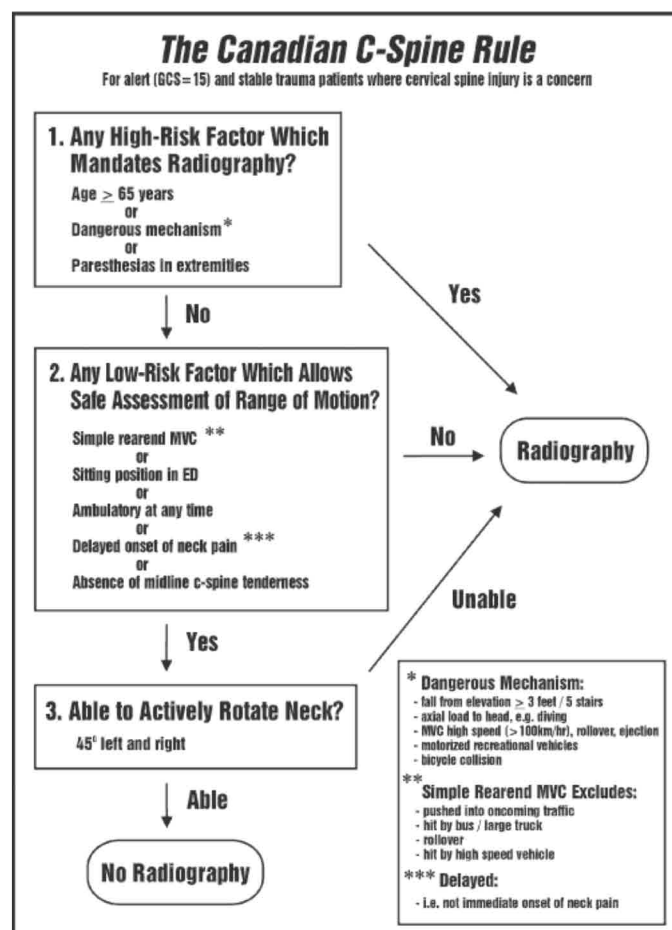 The Canadian C-Spine Rule
For alert (GCS=15) and stable trauma patients where cervical spine injury is a concern
1. Any High-Risk Factor Which
Mandates Radiography?
Age ≥ 65 years
or
Dangerous mechanism*
or
Paresthesias in extremities
Yes
No
2. Any Low-Risk Factor Which Allows
Safe Assessment of Range of Motion?
Simple rearend MVC **
or
Sitting position in ED
or
Ambulatory at any time
or
Delayed onset of neck pain ***
or
Absence of midline c-spine tenderness
No
Radiography
Yes
Unable
3. Able to Actively Rotate Neck?
45° left and right
Able
No Radiography
* Dangerous Mechanism:
- fall from elevation ≥ 3 feet / 5 stairs
- axial load to head, e.g. diving
- MVC high speed (>100km/hr), rollover, ejection
- motorized recreational vehicles
- bicycle collision
** Simple Rearend MVC Excludes:
- pushed into oncoming traffic
- hit by bus / large truck
- rollover
- hit by high speed vehicle
*** Delayed:
- i.e. not immediate onset of neck pain